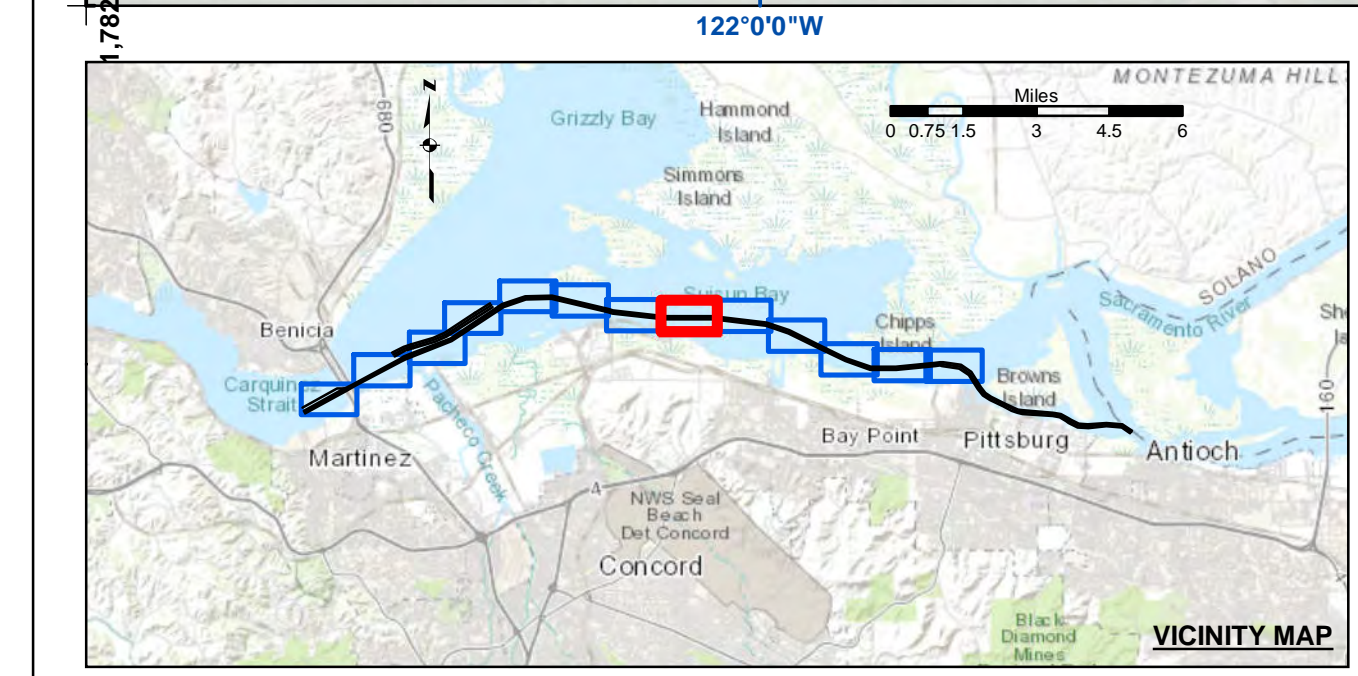 1,782
122°0'0"W
MONTEZUMA HILL
N
680
Grizzly Bay
Hammond
Island
Miles
0 0.75 1.5 3 4.5 6
Simmons
Island
SOLANO
Suisun Bay
Sacramento River
Benicia
Chipps
Island
Carquinez
Strait
Pacheco Creek
Browns
Island
160
Bay Point
Pittsburg
Antioch
Martinez
4
NWS Seal
Beach
Det Concord
Concord
Black
Diamond
Mines
VICINITY MAP